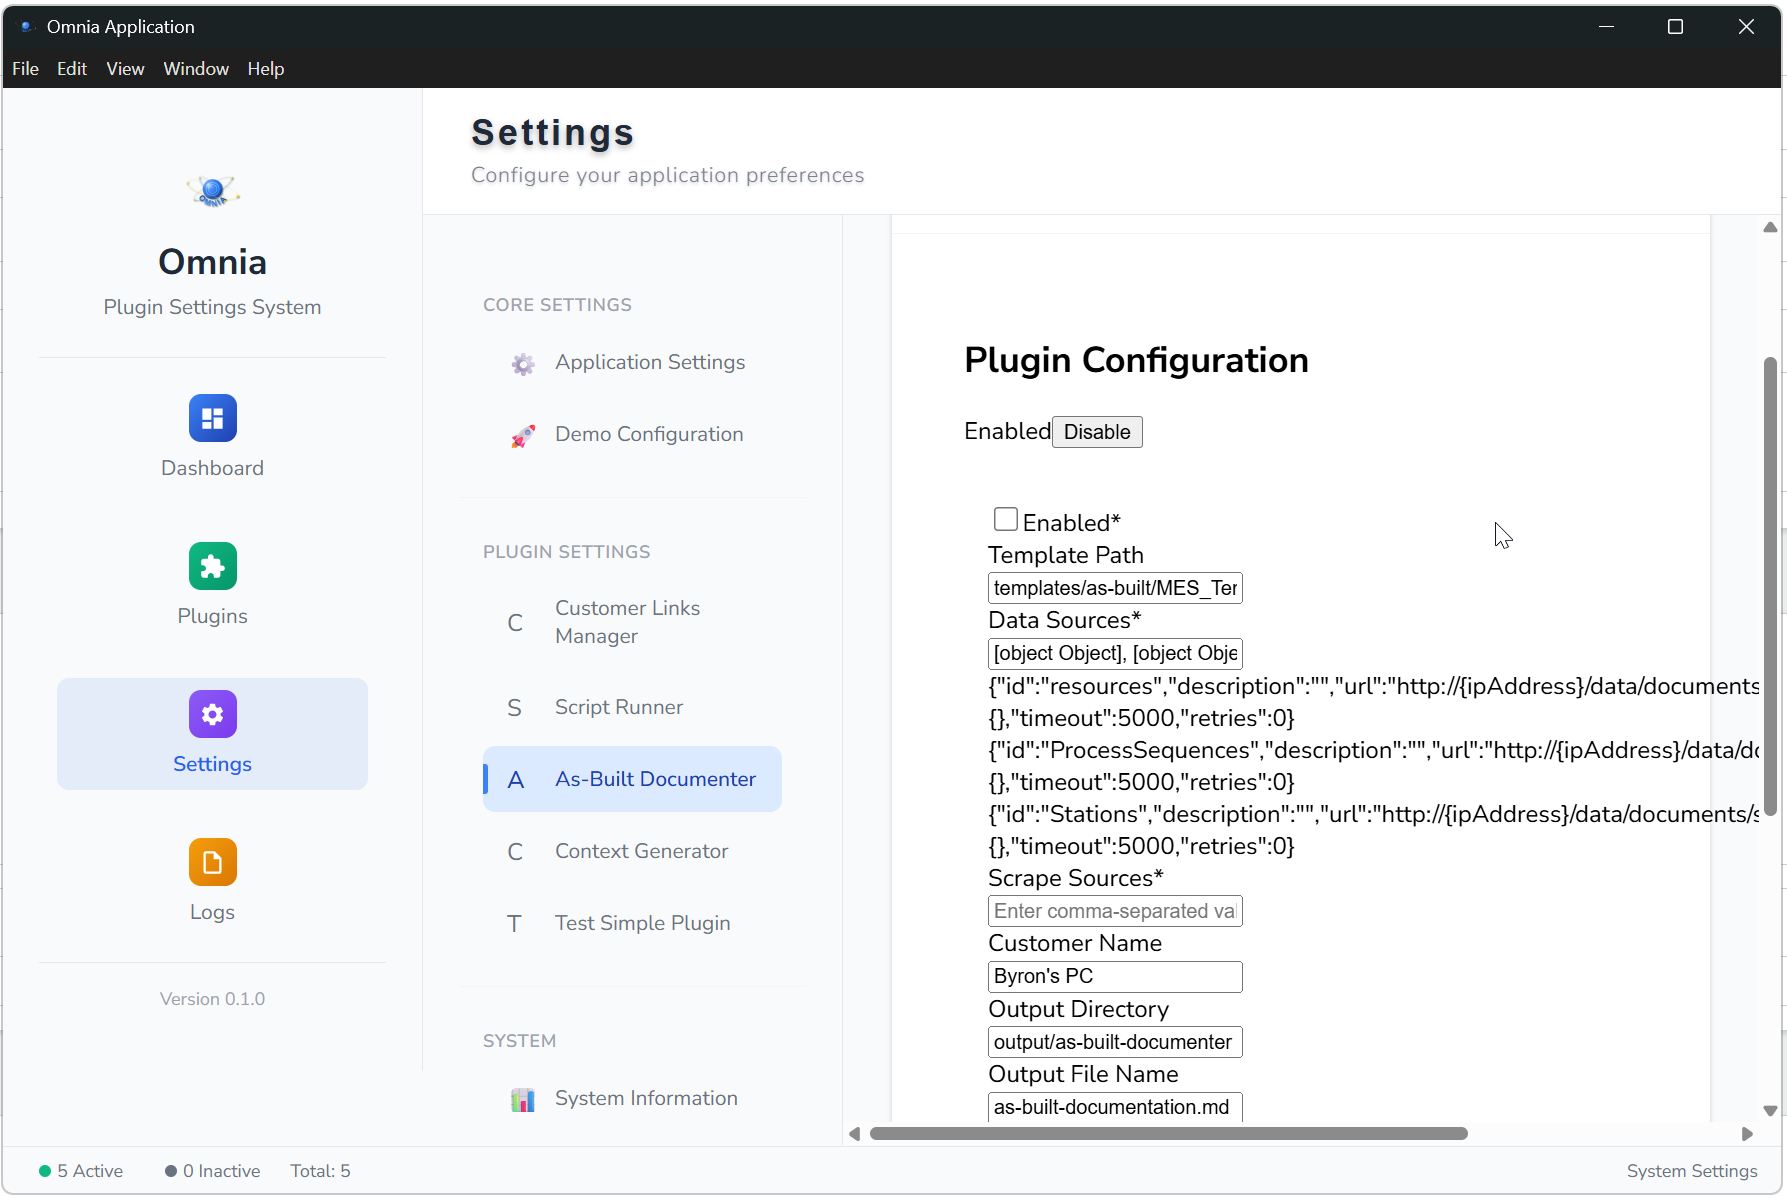 Omnia Application
File Edit View Window Help
OMNIA
Omnia
Plugin Settings System
Dashboard
Plugins
Settings
Logs
Version 0.1.0
Settings
Configure your application preferences
CORE SETTINGS
Application Settings
Demo Configuration
PLUGIN SETTINGS
C Customer Links
Manager
S Script Runner
A As-Built Documenter
C Context Generator
T Test Simple Plugin
SYSTEM
System Information
Plugin Configuration
Enabled Disable
Enabled*
Template Path
templates/as-built/MES_Ter
Data Sources*
[object Object], [object Obje
{"id":"resources","description":"","url":"http://{ipAddress}/data/documents
{},"timeout":5000,"retries":0}
{"id":"ProcessSequences","description":"","url":"http://{ipAddress}/data/do
{},"timeout":5000,"retries":0}
{"id":"Stations","description":"","url":"http://{ipAddress}/data/documents/s
{},"timeout":5000,"retries":0}
Scrape Sources*
Enter comma-separated va
Customer Name
Byron's PC
Output Directory
output/as-built-documenter
Output File Name
as-built-documentation.md
5 Active 0 Inactive Total: 5
System Settings